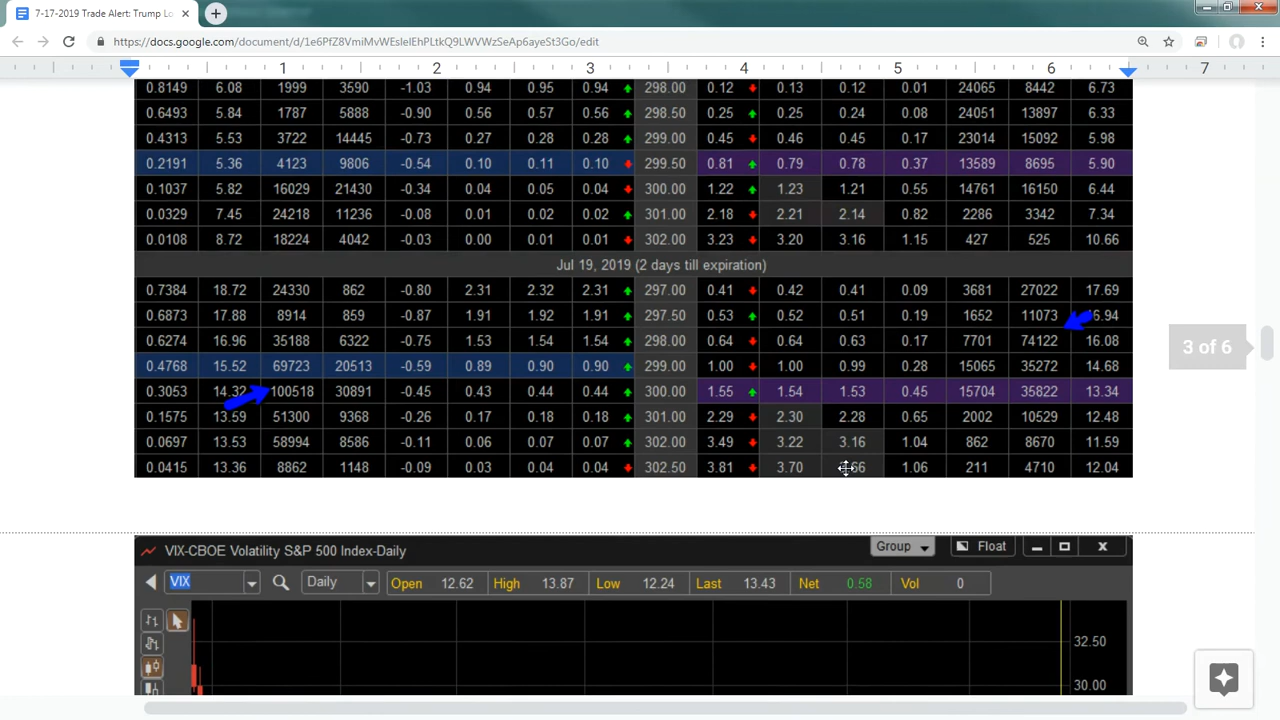 7-17-2019 Trade Alert: Trump Lo
https://docs.google.com/document/d/1e6PfZ8VmiMvWEslelEhPLtkQ9LWVWzSeAp6ayeSt3Go/edit
1 2 3 4 5 6 7
0.8149 6.08 1999 3590 -1.03 0.94 0.95 0.94 298.00 0.12 0.13 0.12 0.01 24065 8442 6.73
0.6493 5.84 1787 5888 -0.90 0.56 0.57 0.56 298.50 0.25 0.25 0.24 0.08 24051 13897 6.33
0.4313 5.53 3722 14445 -0.73 0.27 0.28 0.28 299.00 0.45 0.46 0.45 0.17 23014 15092 5.98
0.2191 5.36 4123 9806 -0.54 0.10 0.11 0.10 299.50 0.81 0.79 0.78 0.37 13589 8695 5.90
0.1037 5.82 16029 21430 -0.34 0.04 0.05 0.04 300.00 1.22 1.23 1.21 0.55 14761 16150 6.44
0.0329 7.45 24218 11236 -0.08 0.01 0.02 0.02 301.00 2.18 2.21 2.14 0.82 2286 3342 7.34
0.0108 8.72 18224 4042 -0.03 0.00 0.01 0.01 302.00 3.23 3.20 3.16 1.15 427 525 10.66
Jul 19, 2019 (2 days till expiration)
0.7384 18.72 24330 862 -0.80 2.31 2.32 2.31 297.00 0.41 0.42 0.41 0.09 3681 27022 17.69
0.6873 17.88 8914 859 -0.87 1.91 1.92 1.91 297.50 0.53 0.52 0.51 0.19 1652 11073 6.94
0.6274 16.96 35188 6322 -0.75 1.53 1.54 1.54 298.00 0.64 0.64 0.63 0.17 7701 74122 16.08
0.4768 15.52 69723 20513 -0.59 0.89 0.90 0.90 299.00 1.00 1.00 0.99 0.28 15065 35272 14.68
0.3053 14.32 100518 30891 -0.45 0.43 0.44 0.44 300.00 1.55 1.54 1.53 0.45 15704 35822 13.34
0.1575 13.59 51300 9368 -0.26 0.17 0.18 0.18 301.00 2.29 2.30 2.28 0.65 2002 10529 12.48
0.0697 13.53 58994 8586 -0.11 0.06 0.07 0.07 302.00 3.49 3.22 3.16 1.04 862 8670 11.59
0.0415 13.36 8862 1148 -0.09 0.03 0.04 0.04 302.50 3.81 3.70 1.06 211 4710 12.04
3 of 6
VIX-CBOE Volatility S&P 500 Index-Daily Group Float
VIX Daily Open 12.62 High 13.87 Low 12.24 Last 13.43 Net 0.58 Vol 0
32.50
30.00